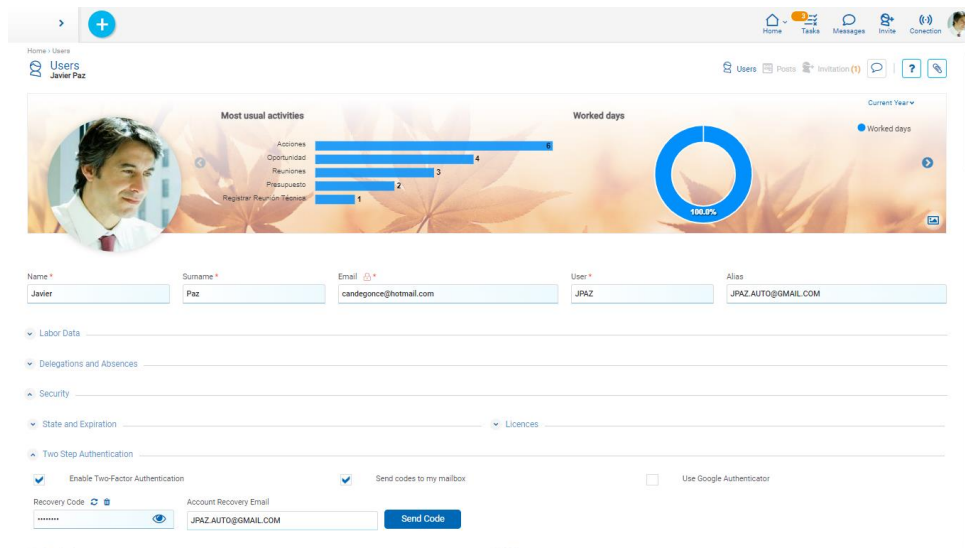 3
Home Tasks Messages Invite Conection
Home › Users
Users
Javier Paz
Users Posts Invitation (1) ?
Current Year
Most usual activities
Worked days
Worked days
Acciones 6
Oportunidad 4
Reuniones 3
Presupuesto 2
Registrar Reunión Técnica 1
100.0%
Name * Surname * Email * User * Alias
Javier Paz candegonce@hotmail.com JPAZ JPAZ.AUTO@GMAIL.COM
Labor Data
Delegations and Absences
Security
State and Expiration Licences
Two Step Authentication
Enable Two-Factor Authentication Send codes to my mailbox Use Google Authenticator
Recovery Code Account Recovery Email
•••••••• JPAZ.AUTO@GMAIL.COM Send Code